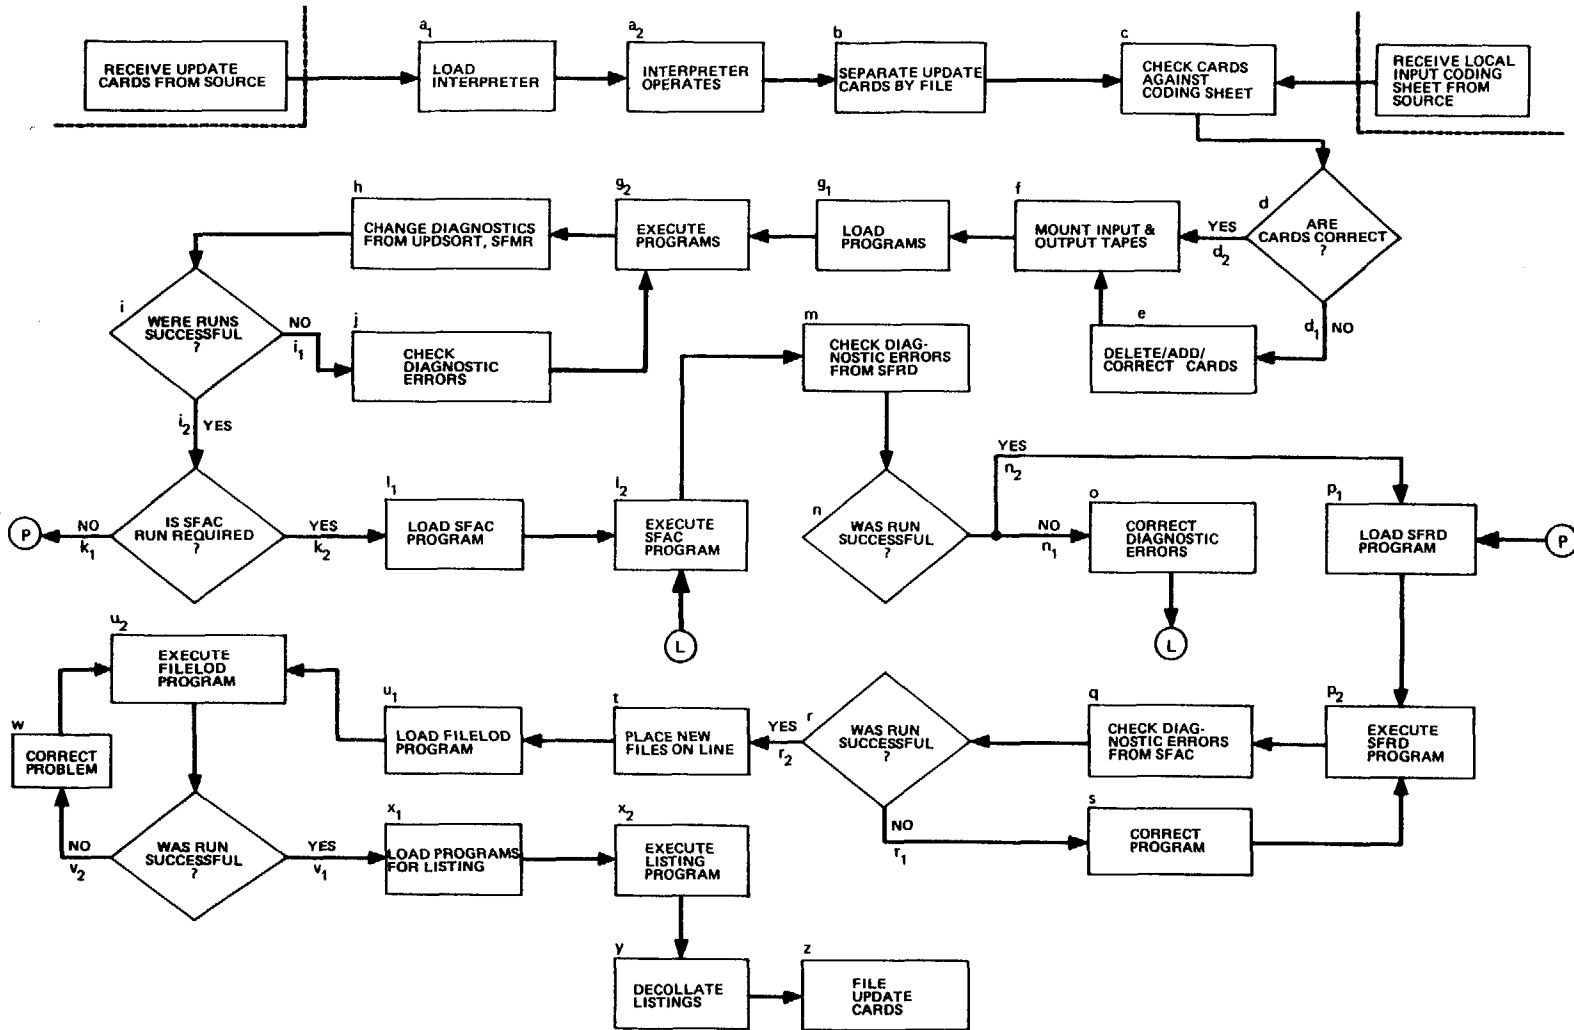 a1
a2
b
c
RECEIVE UPDATE
CARDS FROM SOURCE
LOAD
INTERPRETER
INTERPRETER
OPERATES
SEPARATE UPDATE
CARDS BY FILE
CHECK CARDS
AGAINST
CODING SHEET
RECEIVE LOCAL
INPUT CODING
SHEET FROM
SOURCE
h
g2
g1
f
d
CHANGE DIAGNOSTICS
FROM UPDSORT, SFMR
EXECUTE
PROGRAMS
LOAD
PROGRAMS
MOUNT INPUT &
OUTPUT TAPES
YES
d2
ARE
CARDS CORRECT
?
i
WERE RUNS
SUCCESSFUL
?
NO
i1
j
CHECK
DIAGNOSTIC
ERRORS
m
CHECK DIAG-
NOSTIC ERRORS
FROM SFRD
e
DELETE/ADD/
CORRECT CARDS
d1
NO
i2
YES
P
NO
k1
IS SFAC
RUN REQUIRED
?
YES
k2
l1
LOAD SFAC
PROGRAM
l2
EXECUTE
SFAC
PROGRAM
L
n
WAS RUN
SUCCESSFUL
?
YES
n2
NO
n1
o
CORRECT
DIAGNOSTIC
ERRORS
L
p1
LOAD SFRD
PROGRAM
P
u2
EXECUTE
FILELOD
PROGRAM
w
CORRECT
PROBLEM
u1
LOAD FILELOD
PROGRAM
t
PLACE NEW
FILES ON LINE
YES
r2
r
WAS RUN
SUCCESSFUL
?
q
CHECK DIAG-
NOSTIC ERRORS
FROM SFAC
p2
EXECUTE
SFRD
PROGRAM
NO
r1
s
CORRECT
PROGRAM
NO
v2
WAS RUN
SUCCESSFUL
?
YES
v1
x1
LOAD PROGRAMS
FOR LISTING
x2
EXECUTE
LISTING
PROGRAM
y
DECOLLATE
LISTINGS
z
FILE
UPDATE
CARDS